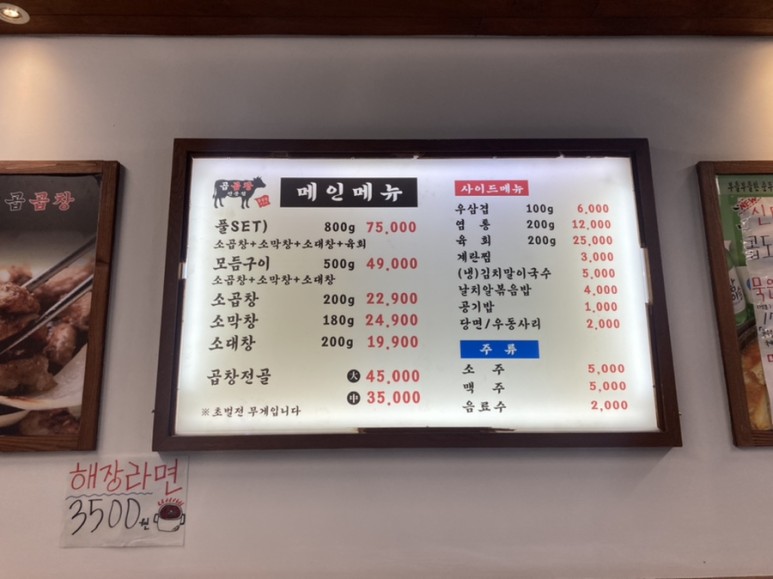 곱곰창
곱곰창
전문점
메인메뉴
풀SET) 800g 75,000
소곱창+소막창+소대창+육회
모듬구이 500g 49,000
소곱창+소막창+소대창
소곱창 200g 22,900
소막창 180g 24,900
소대창 200g 19,900
곱창전골 大 45,000
中 35,000
※ 초벌전 무게입니다
사이드메뉴
우삼겹 100g 6,000
염통 200g 12,000
육회 200g 25,000
계란찜 3,000
(냉)김치말이국수 5,000
날치알볶음밥 4,000
공기밥 1,000
당면/우동사리 2,000
주류
소주 5,000
맥주 5,000
음료수 2,000
해장라면
3500원